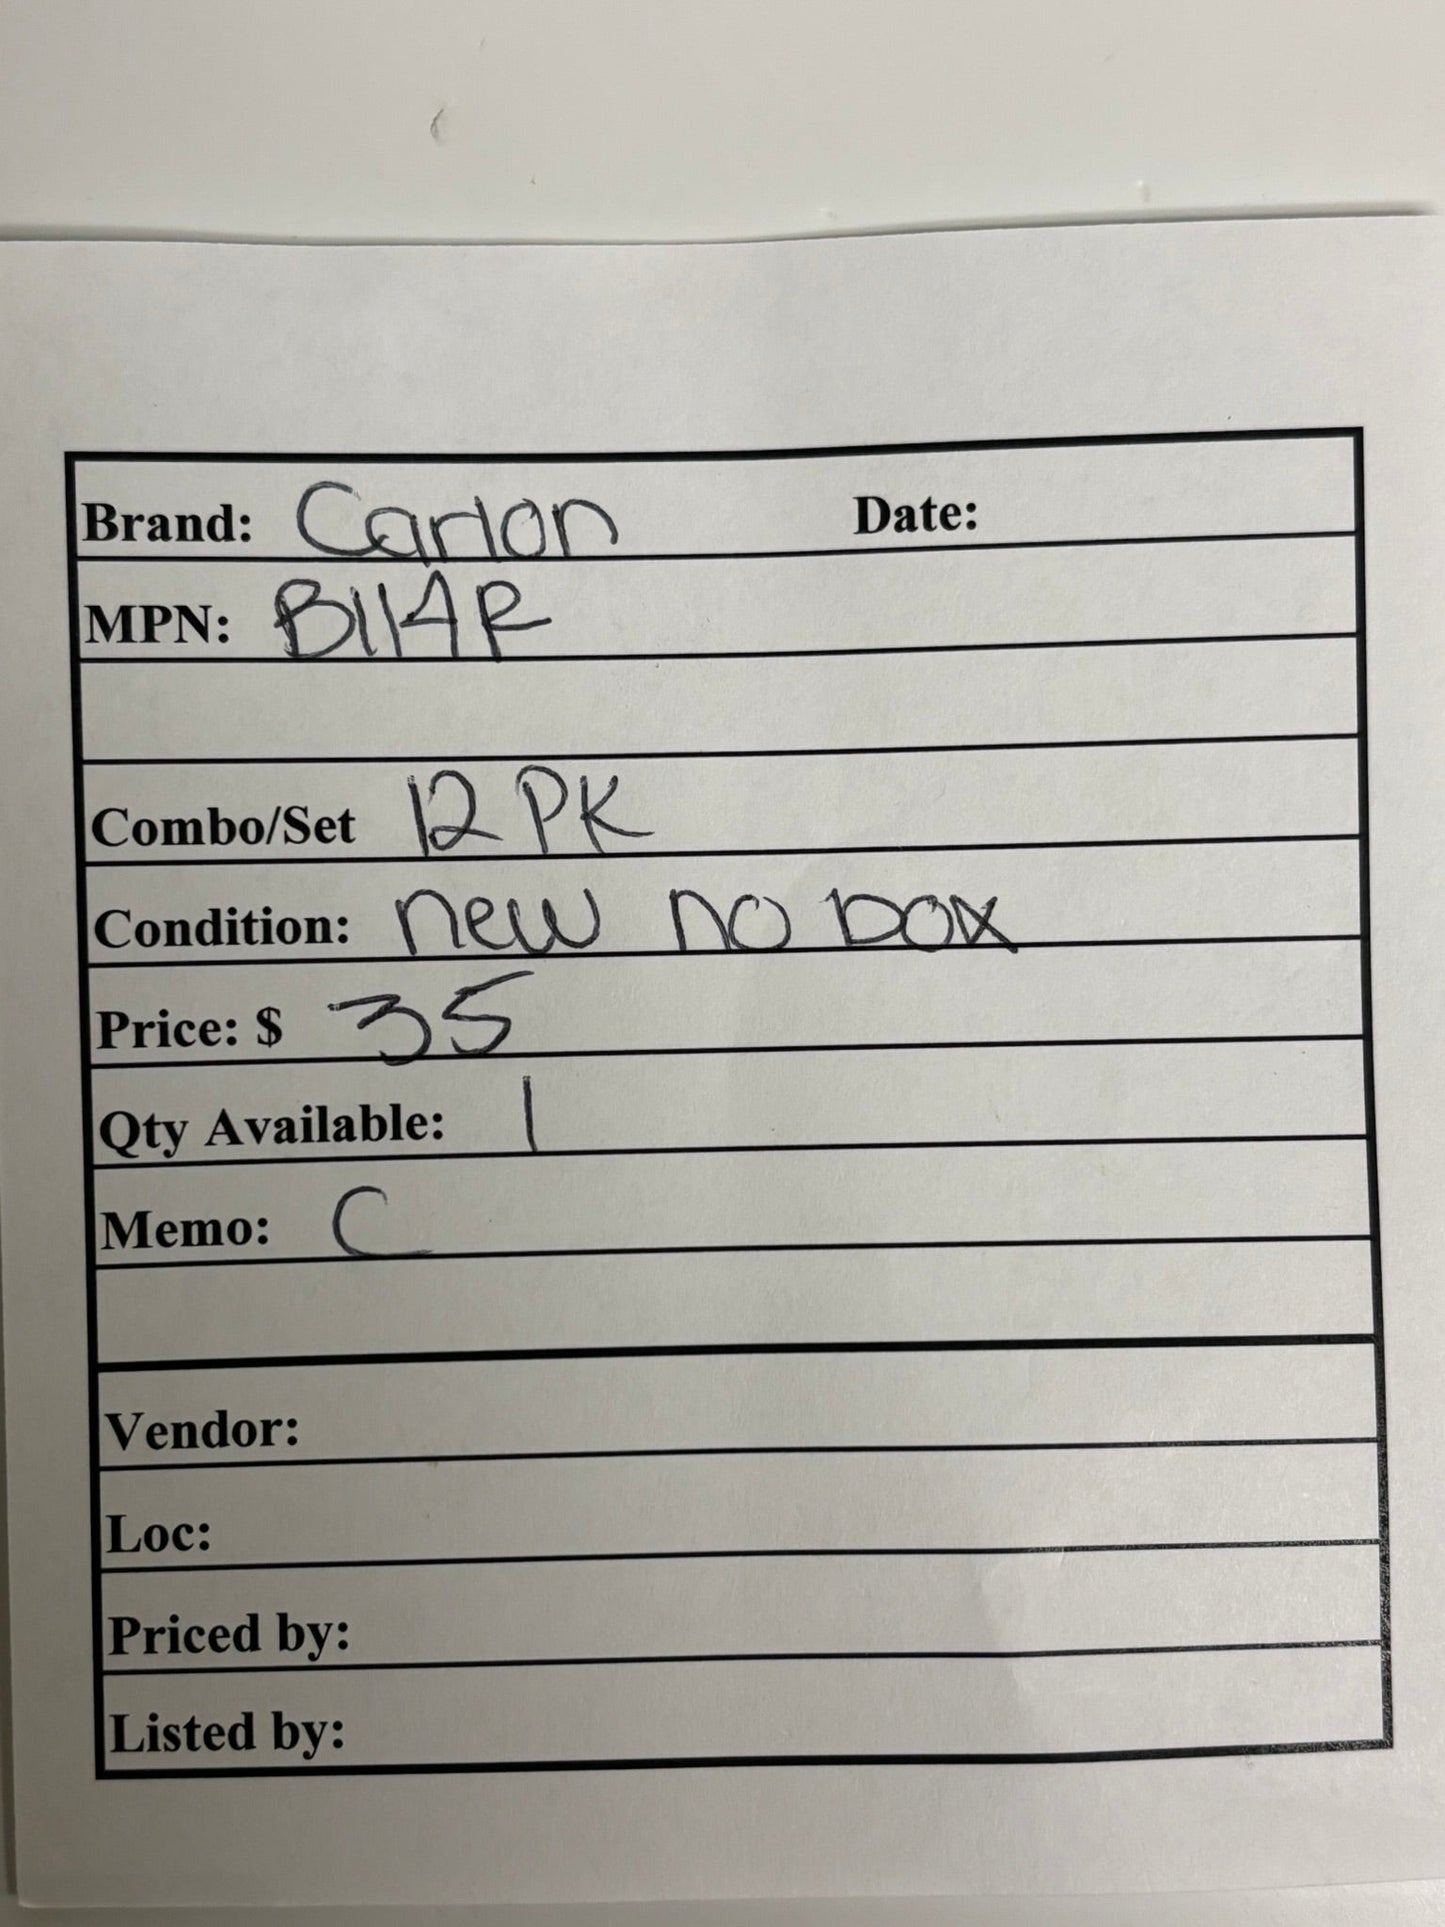 Brand: Carlon Date:
MPN: B114R
Combo/Set 12 PK
Condition: new no box
Price: $ 35
Qty Available: 1
Memo: C
Vendor:
Loc:
Priced by:
Listed by: